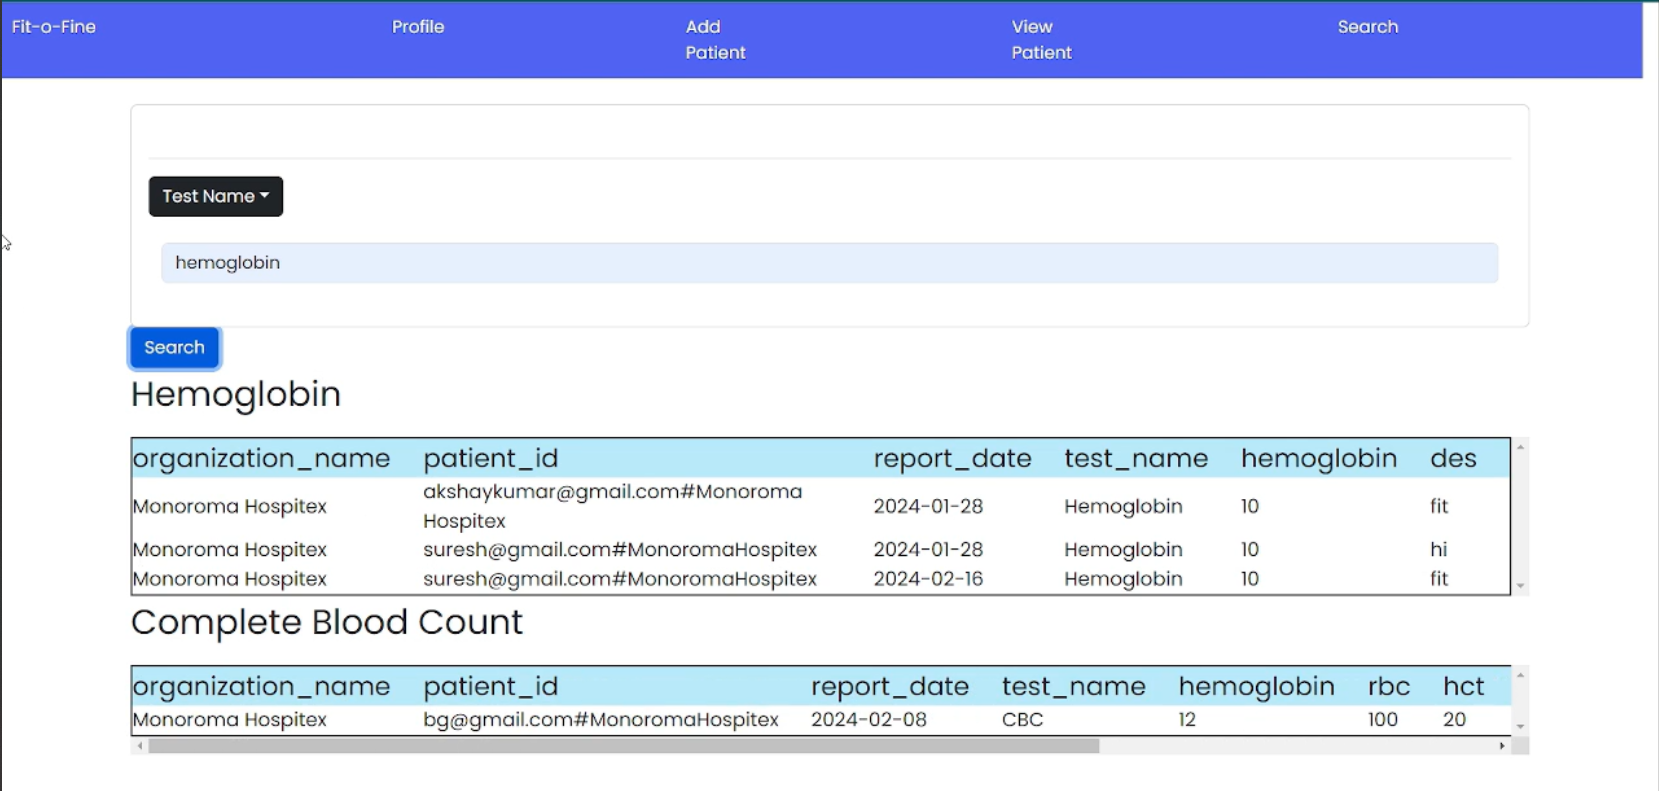 Fit-o-Fine Profile Add Patient View Patient Search
Test Name
hemoglobin
Search
Hemoglobin
organization_name patient_id report_date test_name hemoglobin des
Monoroma Hospitex akshaykumar@gmail.com#Monoroma Hospitex 2024-01-28 Hemoglobin 10 fit
Monoroma Hospitex suresh@gmail.com#MonoromaHospitex 2024-01-28 Hemoglobin 10 hi
Monoroma Hospitex suresh@gmail.com#MonoromaHospitex 2024-02-16 Hemoglobin 10 fit
Complete Blood Count
organization_name patient_id report_date test_name hemoglobin rbc hct
Monoroma Hospitex bg@gmail.com#MonoromaHospitex 2024-02-08 CBC 12 100 20